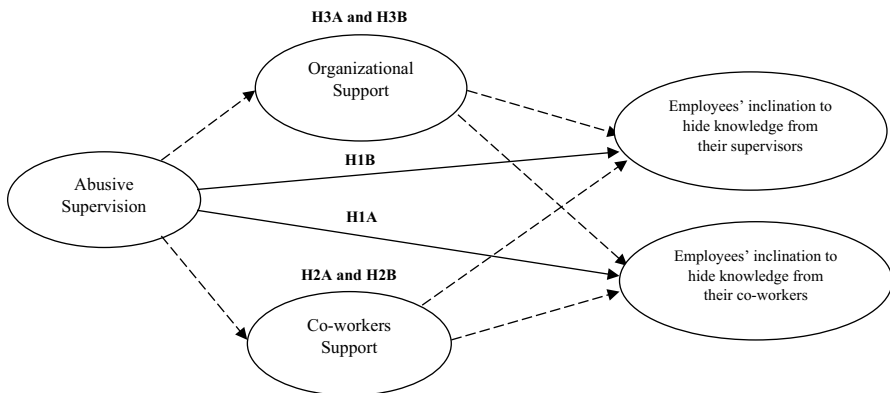 H3A and H3B
Organizational
Support
Employees’ inclination to
hide knowledge from
their supervisors
H1B
Abusive
Supervision
H1A
Employees’ inclination to
hide knowledge from
their co-workers
H2A and H2B
Co-workers
Support